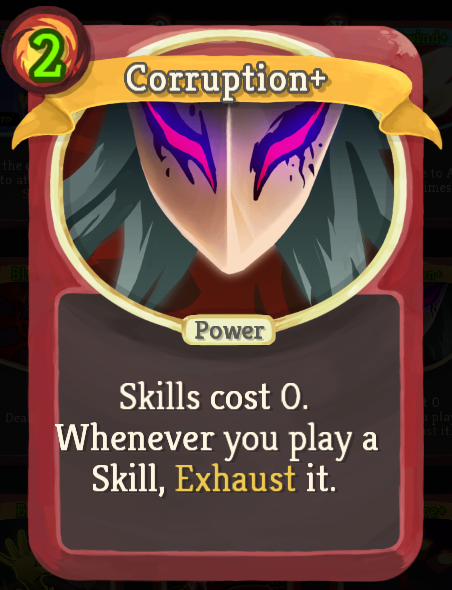 2
Corruption+
Power
Skills cost 0.
Whenever you play a
Skill, Exhaust it.